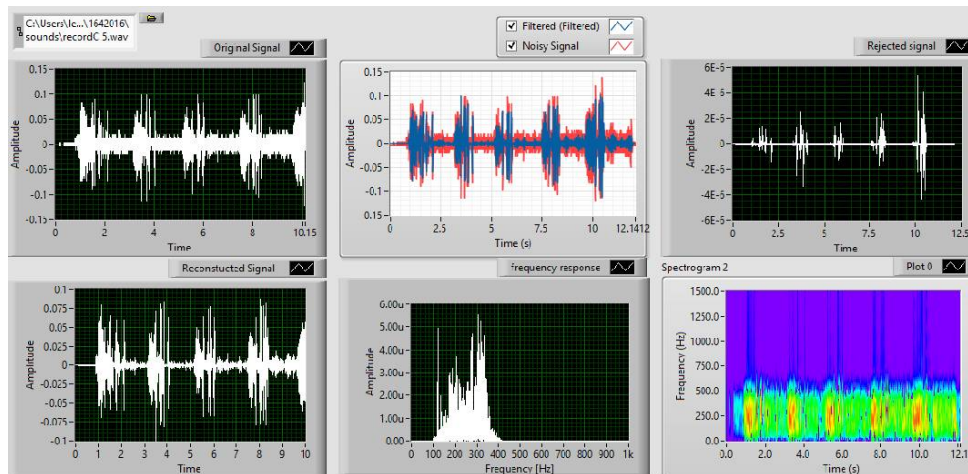 C:\Users\le...\1642016\
sounds\recordC 5.wav
Original Signal
0.15
0.1
0.05
0
-0.05
-0.1
-0.15
Amplitude
0 2 4 6 8 10.15
Time
Filtered (Filtered)
Noisy Signal
0.15
0.1
0.05
0
-0.05
-0.1
0.15
Amplitude
0 2.5 5 7.5 10 12.1412
Time (s)
Rejected signal
6E-5
4E-5
2E-5
0
-2E-5
-4E-5
-6E-5
Amplitude
0 2.5 5 7.5 10 12.5
Time
Reconstructed Signal
0.1
0.075
0.05
0.025
0
-0.025
-0.05
-0.075
-0.1
Amplitude
0 1 2 3 4 5 6 7 8 9 10
Time
frequency response
6.00u
5.00u
4.00u
3.00u
2.00u
1.00u
0.00
Amplitude
0 100 200 300 400 500 600 700 800 900 1k
Frequency [Hz]
Spectrogram 2
Plot 0
1500.0
1250.0
1000.0
750.0
500.0
250.0
0.0
Frequency (Hz)
0.0 2.0 4.0 6.0 8.0 10.0 12.1
Time (s)